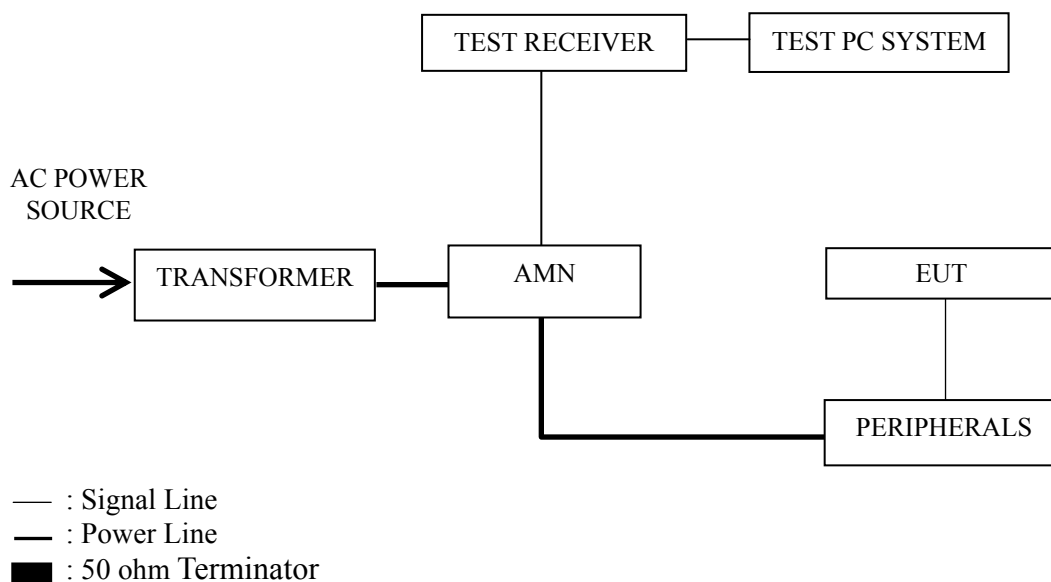 TEST RECEIVER
TEST PC SYSTEM
AC POWER
SOURCE
TRANSFORMER
AMN
EUT
PERIPHERALS
: Signal Line
: Power Line
: 50 ohm Terminator